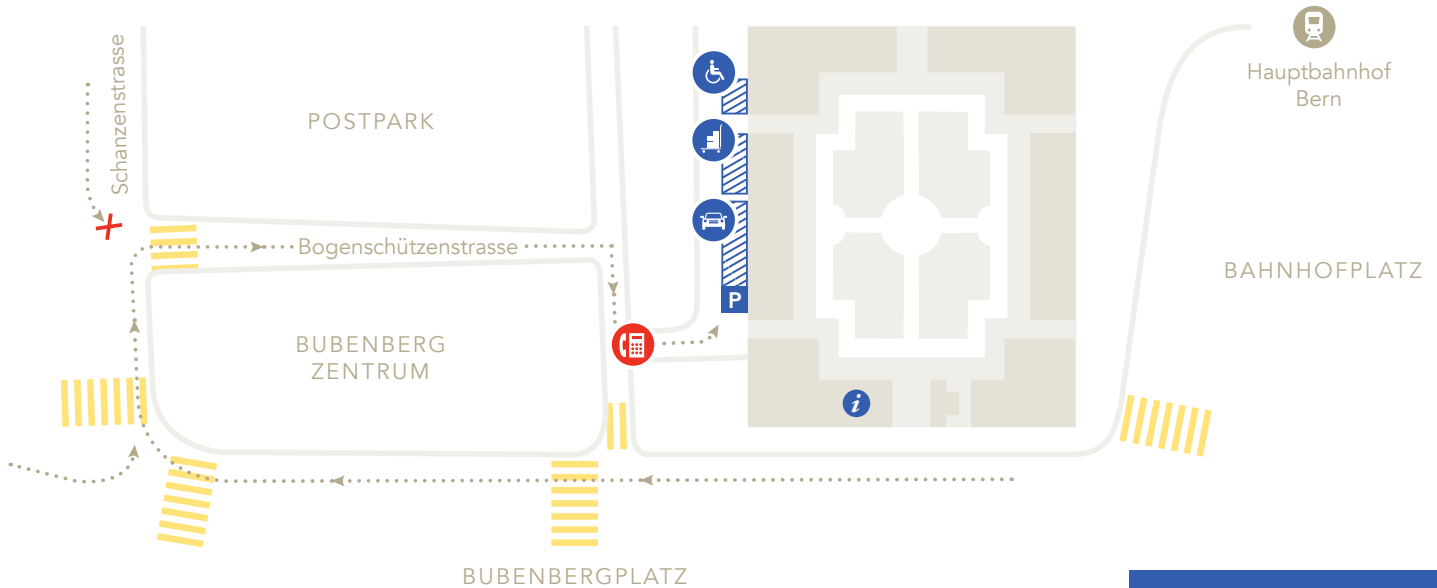 Hauptbahnhof
Bern
Schanzenstrasse
POSTPARK
Bogenschützenstrasse
BAHNHOFPLATZ
P
BUBENBERG
ZENTRUM
i
BUBENBERGPLATZ